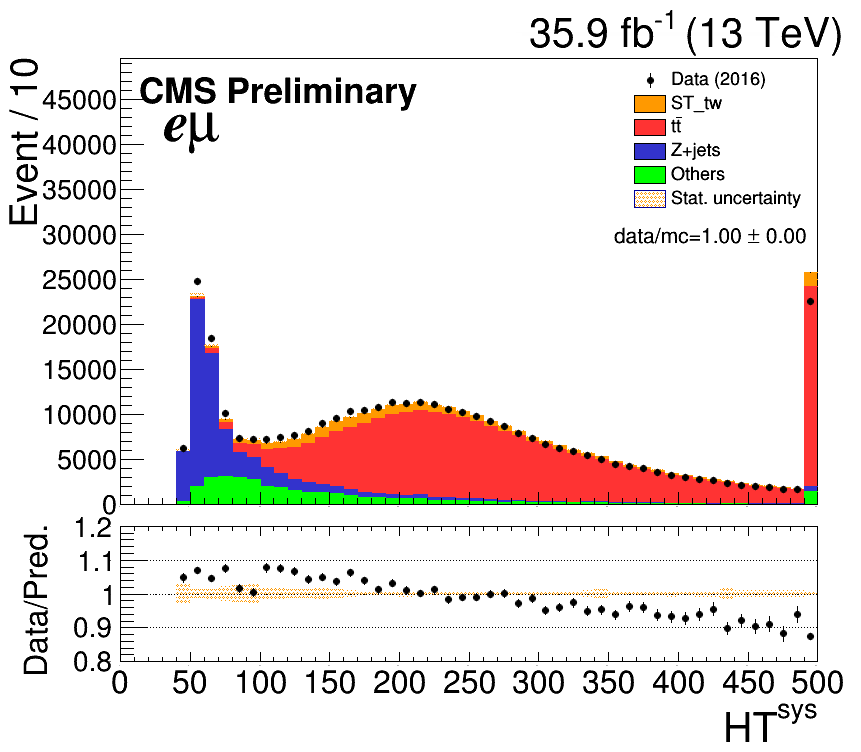 35.9 fb⁻¹ (13 TeV)
Event / 10
CMS Preliminary
eμ
Data (2016)
ST_tw
tt̄
Z+jets
Others
Stat. uncertainty
data/mc=1.00 ± 0.00
45000
40000
35000
30000
25000
20000
15000
10000
5000
0
Data/Pred.
1.2
1.1
1
0.9
0.8
0 50 100 150 200 250 300 350 400 450 500
HTˢʸˢ